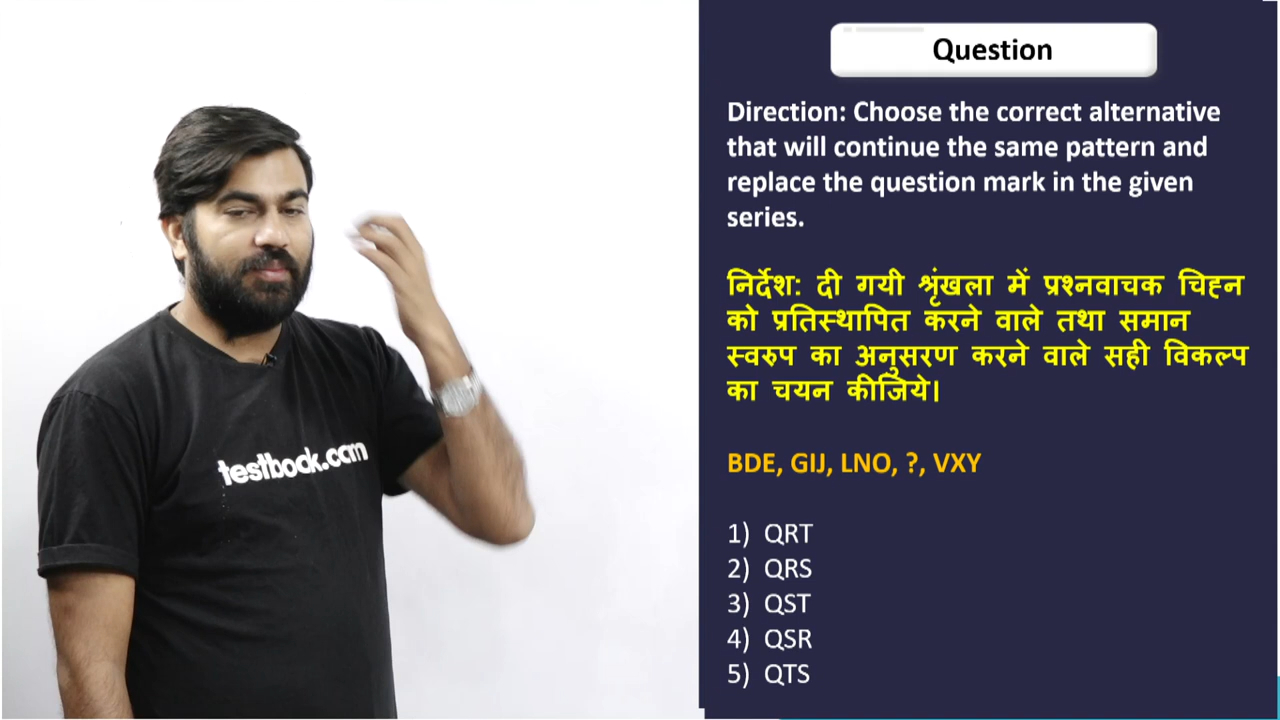 Question
Direction: Choose the correct alternative
that will continue the same pattern and
replace the question mark in the given
series.
निर्देश: दी गयी श्रृंखला में प्रश्नवाचक चिह्न
को प्रतिस्थापित करने वाले तथा समान
स्वरुप का अनुसरण करने वाले सही विकल्प
का चयन कीजिये।
BDE, GIJ, LNO, ?, VXY
1) QRT
2) QRS
3) QST
4) QSR
5) QTS
testbook.com